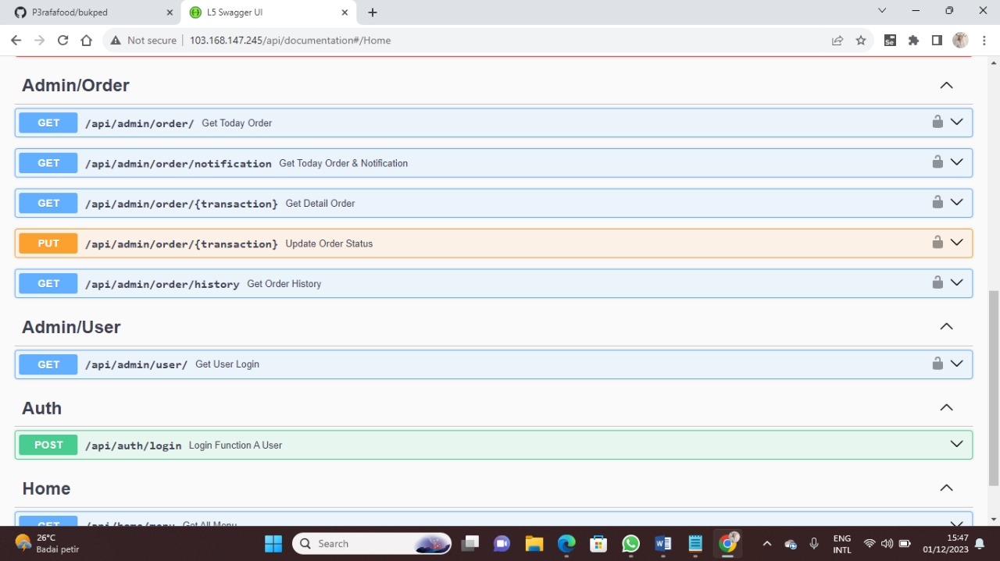 P3rafafood/bukped
L5 Swagger UI
Not secure
103.168.147.245/api/documentation#/Home
Se
Admin/Order
GET /api/admin/order/ Get Today Order
GET /api/admin/order/notification Get Today Order & Notification
GET /api/admin/order/{transaction} Get Detail Order
PUT /api/admin/order/{transaction} Update Order Status
GET /api/admin/order/history Get Order History
Admin/User
GET /api/admin/user/ Get User Login
Auth
POST /api/auth/login Login Function A User
Home
GET /api/home/menu Get All Menu
26°C
Badai petir
Search
ENG
INTL
15:47
01/12/2023